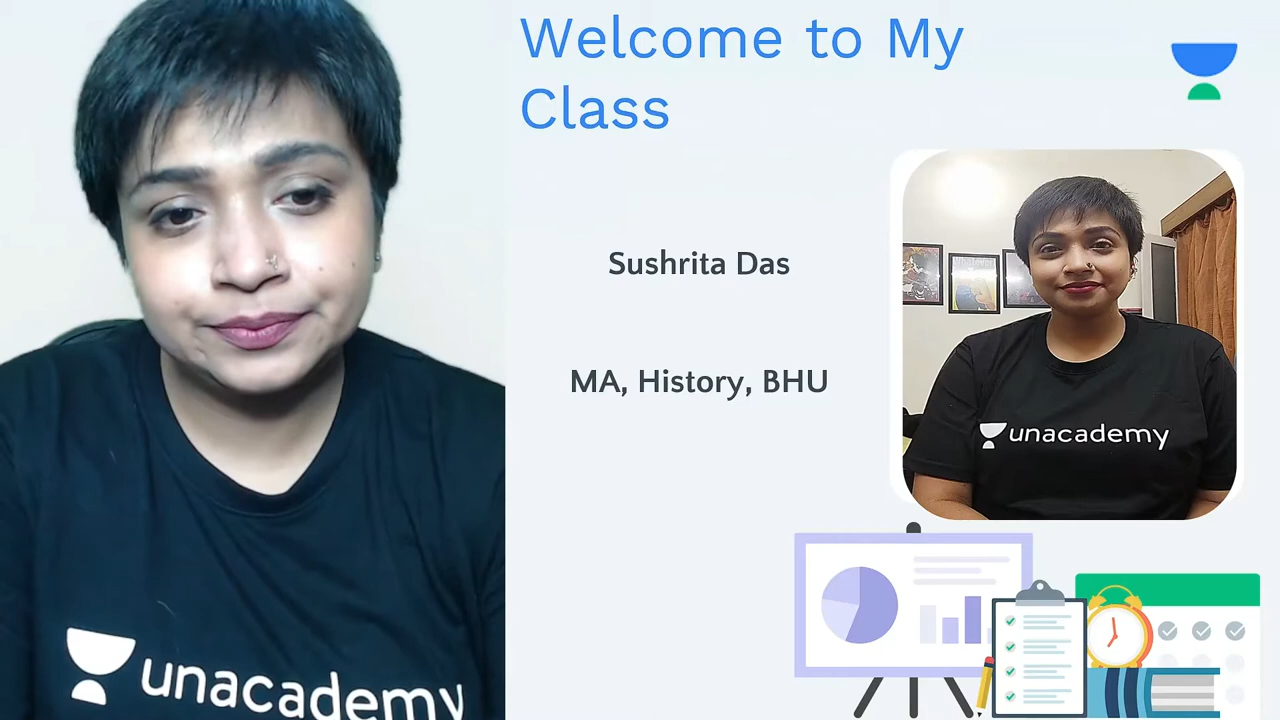 Welcome to My
Class
Sushrita Das
MA, History, BHU
unacademy
unacademy